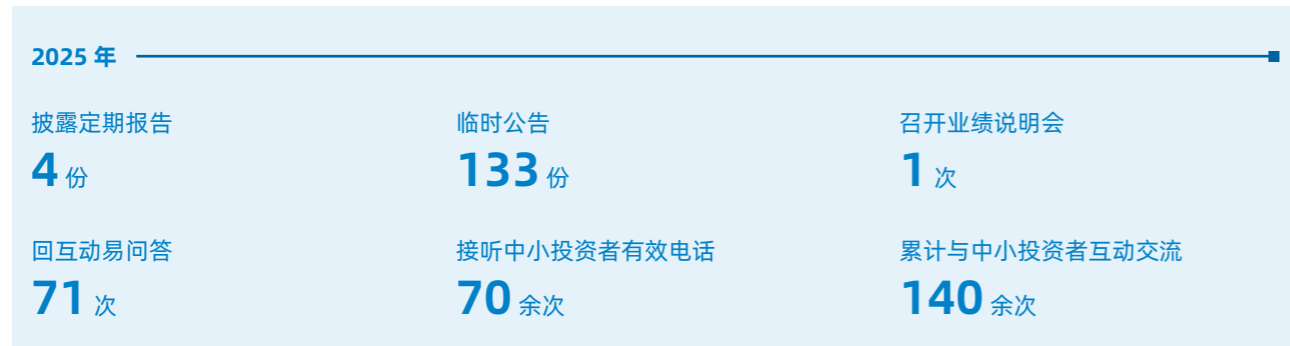 2025 年
披露定期报告
4 份
临时公告
133 份
召开业绩说明会
1 次
回互动易问答
71 次
接听中小投资者有效电话
70 余次
累计与中小投资者互动交流
140 余次